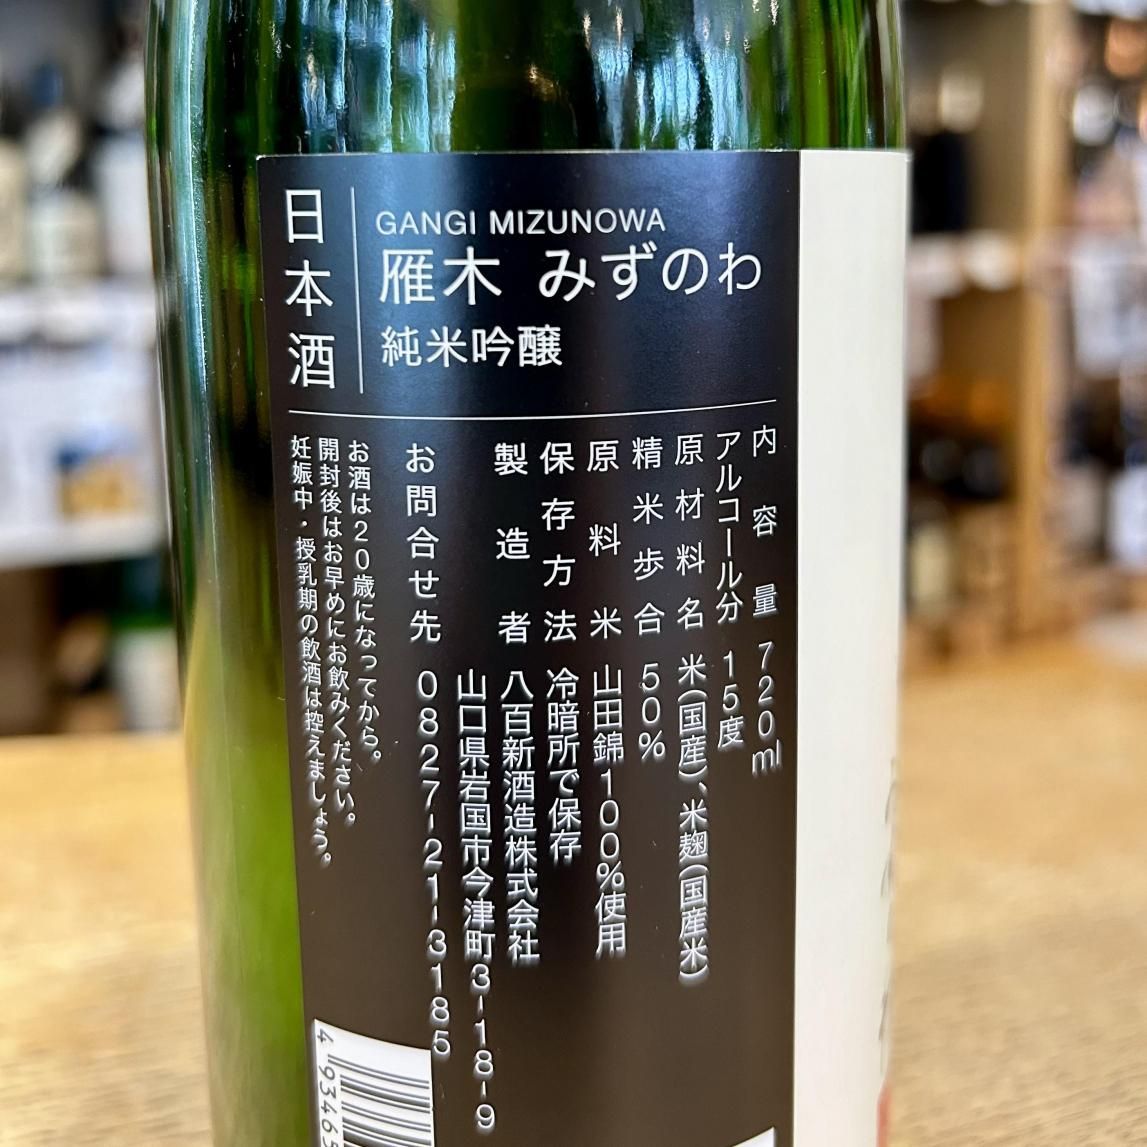 日本酒
GANGI MIZUNOWA
雁木 みずのわ
純米吟醸
内容量 720ml
アルコール分 15度
原材料名 米(国産)、米麹(国産米)
精米歩合 50%
原料米 山田錦100%使用
保存方法 冷暗所で保存
製造者 八百新酒造株式会社
山口県岩国市今津町3-18-9
お問合せ先 0827-21-3185
お酒は20歳になってから。
開封後はお早めにお飲みください。
妊娠中・授乳期の飲酒は控えましょう。
4 93465